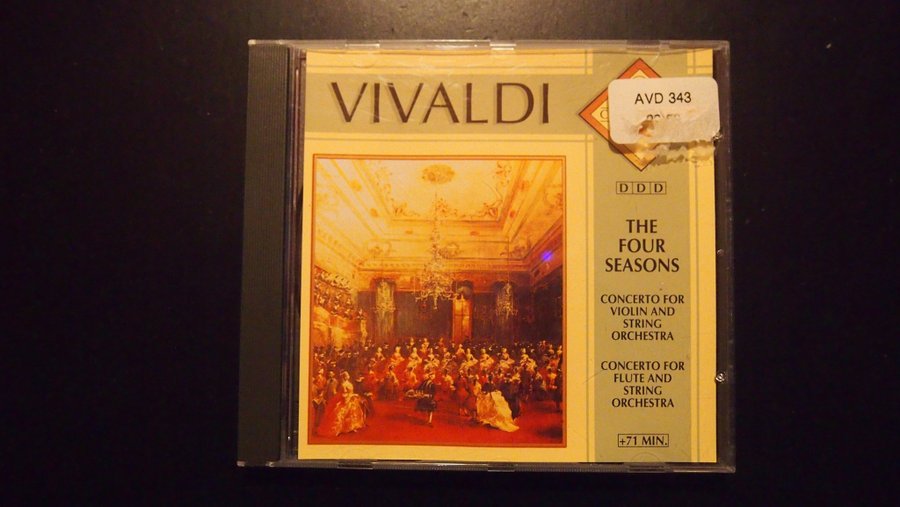 VIVALDI
AVD 343
DDD
THE
FOUR
SEASONS
CONCERTO FOR
VIOLIN AND
STRING
ORCHESTRA
CONCERTO FOR
FLUTE AND
STRING
ORCHESTRA
+71 MIN.